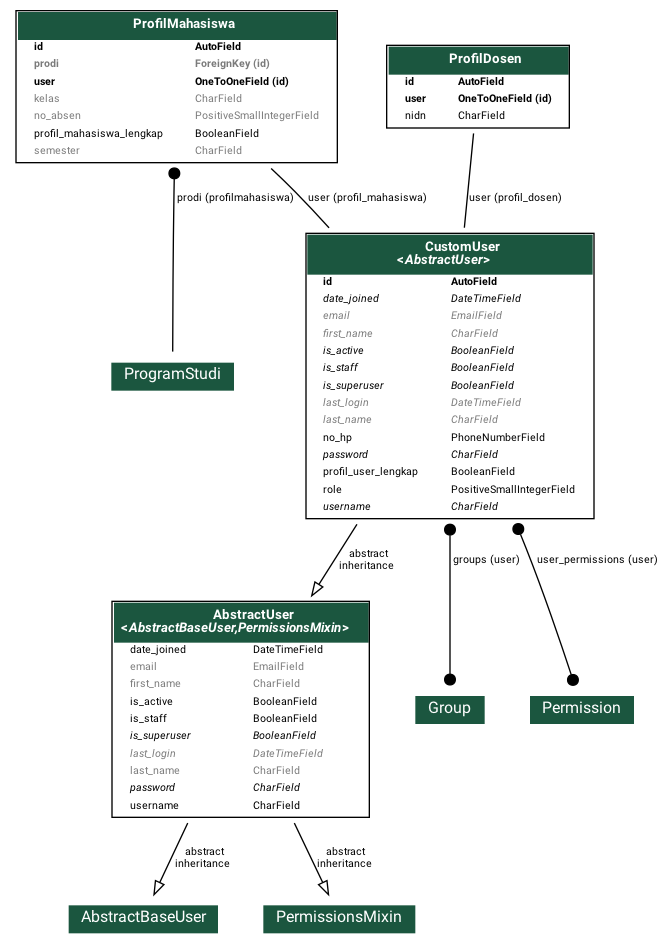 ProfilMahasiswa
id AutoField
prodi ForeignKey (id)
user OneToOneField (id)
kelas CharField
no_absen PositiveSmallIntegerField
profil_mahasiswa_lengkap BooleanField
semester CharField
ProfilDosen
id AutoField
user OneToOneField (id)
nidn CharField
prodi (profilmahasiswa)
user (profil_mahasiswa)
user (profil_dosen)
ProgramStudi
CustomUser
<AbstractUser>
id AutoField
date_joined DateTimeField
email EmailField
first_name CharField
is_active BooleanField
is_staff BooleanField
is_superuser BooleanField
last_login DateTimeField
last_name CharField
no_hp PhoneNumberField
password CharField
profil_user_lengkap BooleanField
role PositiveSmallIntegerField
username CharField
abstract
inheritance
groups (user)
user_permissions (user)
AbstractUser
<AbstractBaseUser,PermissionsMixin>
date_joined DateTimeField
email EmailField
first_name CharField
is_active BooleanField
is_staff BooleanField
is_superuser BooleanField
last_login DateTimeField
last_name CharField
password CharField
username CharField
Group
Permission
abstract
inheritance
abstract
inheritance
AbstractBaseUser
PermissionsMixin